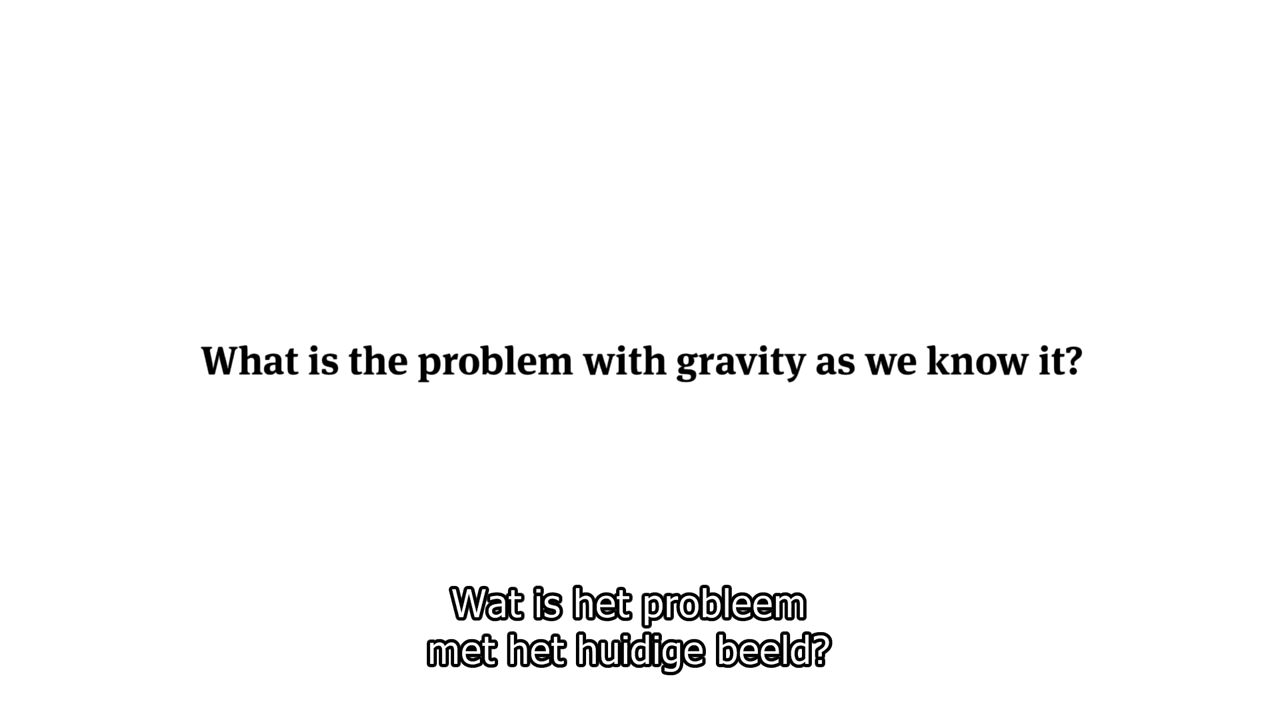 What is the problem with gravity as we know it?
Wat is het probleem
met het huidige beeld?